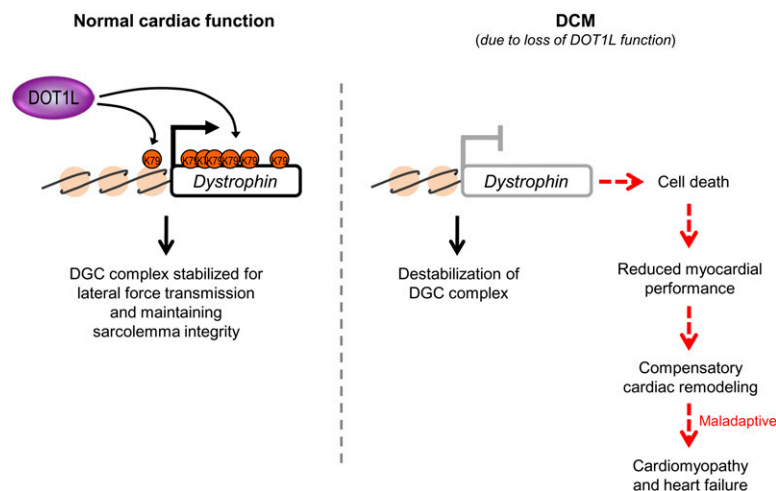 Normal cardiac function
DOT1L
K79
K79
K79
K79
K79
K79
Dystrophin
DGC complex stabilized for
lateral force transmission
and maintaining
sarcolemma integrity
DCM
(due to loss of DOT1L function)
Dystrophin
Cell death
Destabilization of
DGC complex
Reduced myocardial
performance
Compensatory
cardiac remodeling
Maladaptive
Cardiomyopathy
and heart failure